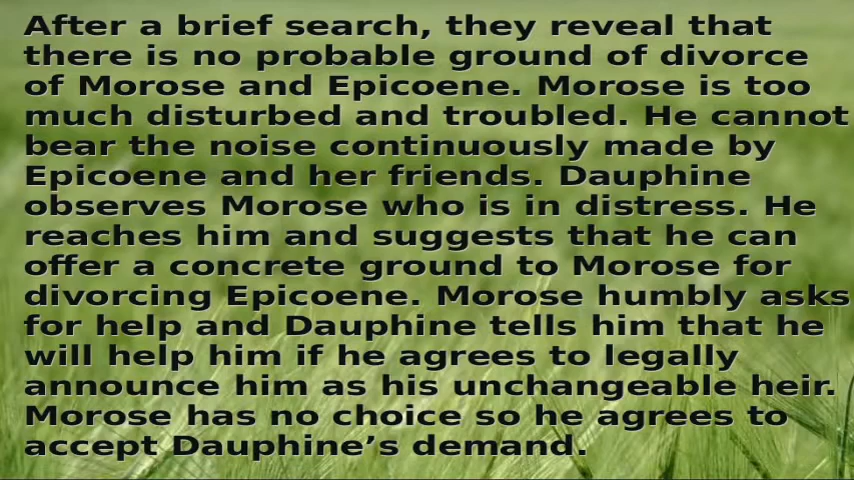 After a brief search, they reveal that
there is no probable ground of divorce
of Morose and Epicoene. Morose is too
much disturbed and troubled. He cannot
bear the noise continuously made by
Epicoene and her friends. Dauphine
observes Morose who is in distress. He
reaches him and suggests that he can
offer a concrete ground to Morose for
divorcing Epicoene. Morose humbly asks
for help and Dauphine tells him that he
will help him if he agrees to legally
announce him as his unchangeable heir.
Morose has no choice so he agrees to
accept Dauphine’s demand.